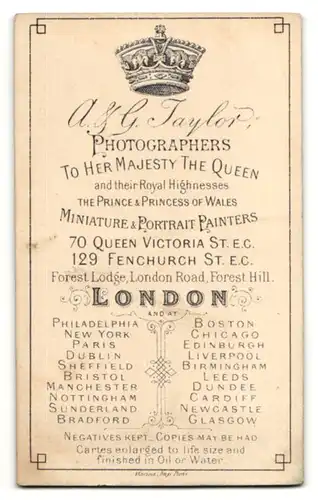 A. & G. Taylor,
PHOTOGRAPHERS
TO HER MAJESTY THE QUEEN
and their Royal Highnesses
THE PRINCE & PRINCESS OF WALES
MINIATURE & PORTRAIT PAINTERS
70 QUEEN VICTORIA ST. E.C.
129 FENCHURCH ST. E.C.
Forest Lodge, London Road, Forest Hill.
LONDON
AND AT
PHILADELPHIA BOSTON
NEW YORK CHICAGO
PARIS EDINBURGH
DUBLIN LIVERPOOL
SHEFFIELD BIRMINGHAM
BRISTOL LEEDS
MANCHESTER DUNDEE
NOTTINGHAM CARDIFF
SUNDERLAND NEWCASTLE
BRADFORD GLASGOW
NEGATIVES KEPT_ COPIES MAY BE HAD
Cartes enlarged to life size and
finished in Oil or Water.